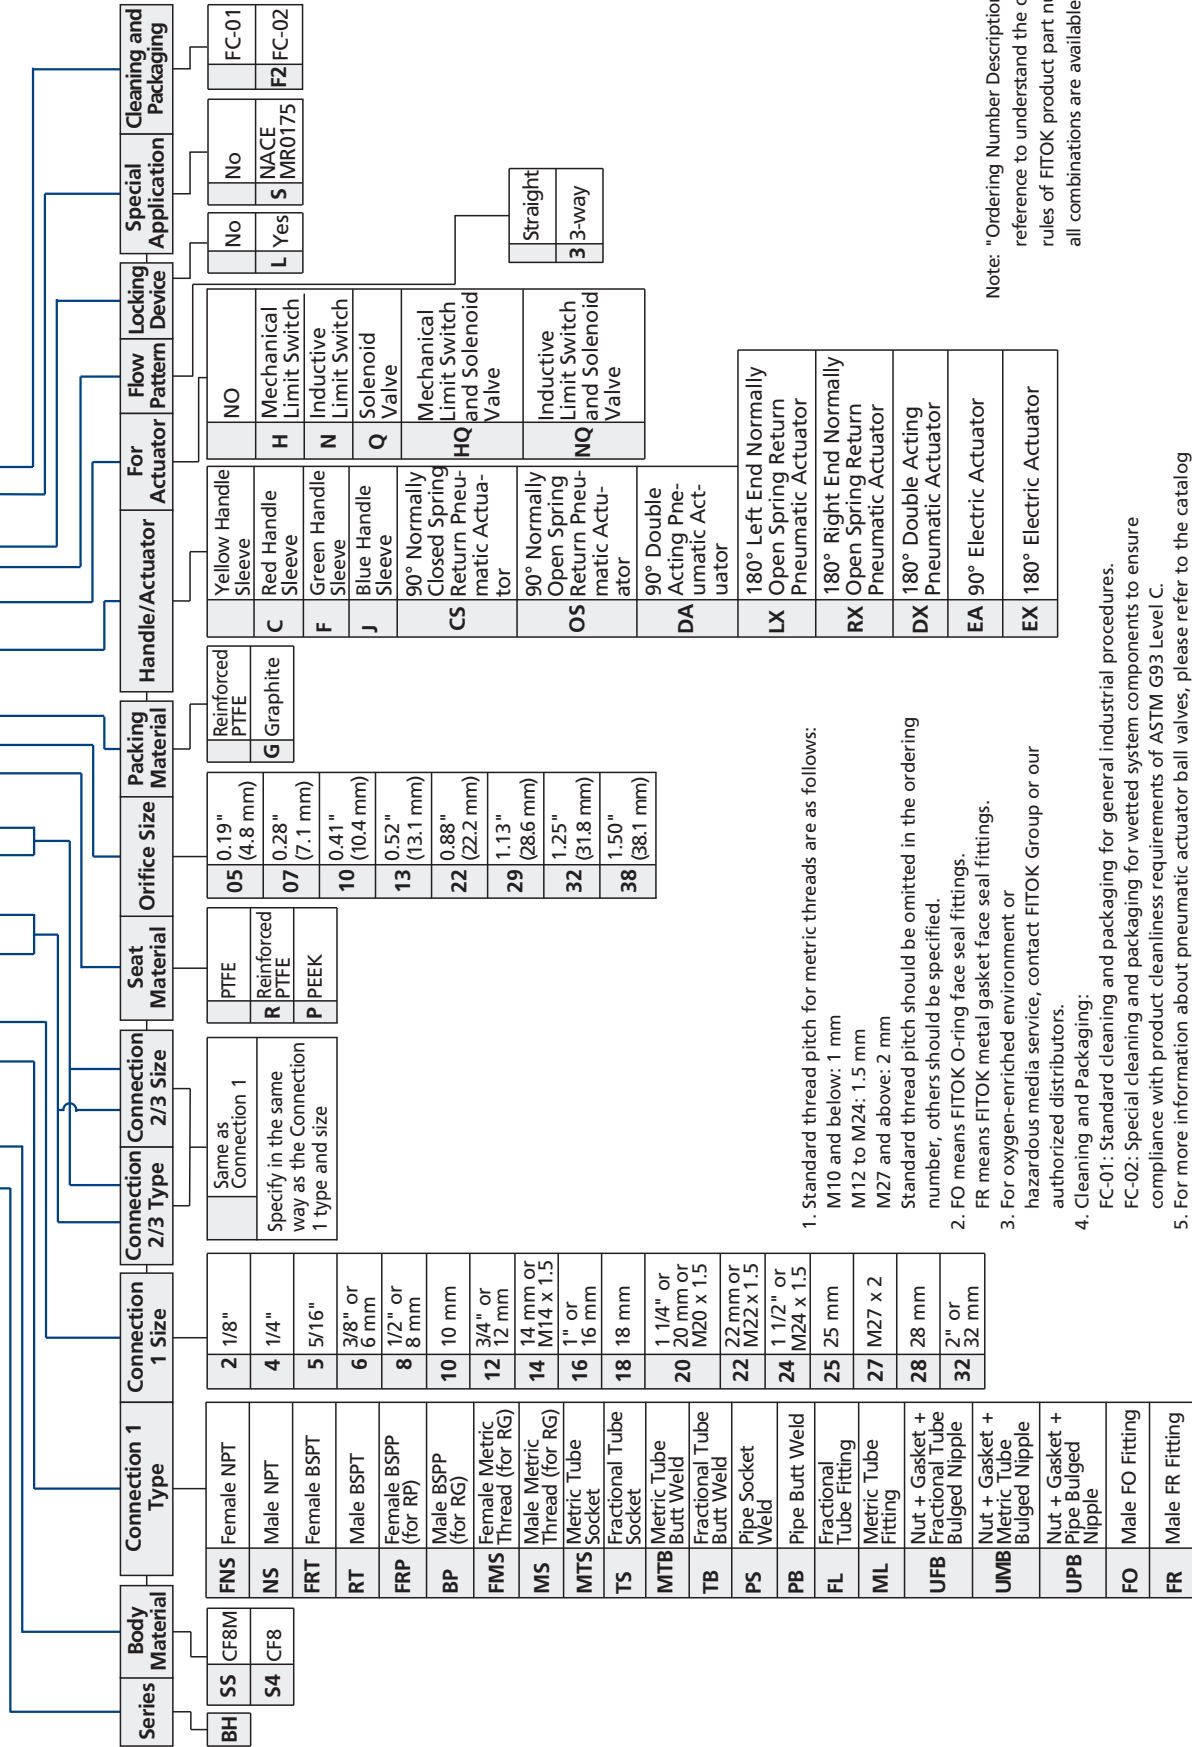 Series
Body
Material
Connection 1
Type
Connection
1 Size
Connection
2/3 Type
Connection
2/3 Size
Seat
Material
Orifice Size
Packing
Material
Handle/Actuator
For
Actuator
Flow
Pattern
Locking
Device
Special
Application
Cleaning and
Packaging
BH
SS CF8M
S4 CF8
FNS Female NPT
NS Male NPT
FRT Female BSPT
RT Male BSPT
FRP Female BSPP
(for RP)
BP Male BSPP
(for RG)
FMS Female Metric
Thread (for RG)
MS Male Metric
Thread (for RG)
MTS Metric Tube
Socket
TS Fractional Tube
Socket
MTB Metric Tube
Butt Weld
TB Fractional Tube
Butt Weld
PS Pipe Socket
Weld
PB Pipe Butt Weld
FL Fractional
Tube Fitting
ML Metric Tube
Fitting
UFB Nut + Gasket +
Fractional Tube
Bulged Nipple
UMB Nut + Gasket +
Metric Tube
Bulged Nipple
UPB Nut + Gasket +
Pipe Bulged
Nipple
FO Male FO Fitting
FR Male FR Fitting
2 1/8"
4 1/4"
5 5/16"
6 3/8" or
6 mm
8 1/2" or
8 mm
10 10 mm
12 3/4" or
12 mm
14 14 mm or
M14 x 1.5
16 1" or
16 mm
18 18 mm
20 1 1/4" or
20 mm or
M20 x 1.5
22 22 mm or
M22 x 1.5
24 1 1/2" or
M24 x 1.5
25 25 mm
27 M27 x 2
28 28 mm
32 2" or
32 mm
Same as
Connection 1
Specify in the same
way as the Connection
1 type and size
PTFE
R Reinforced
PTFE
P PEEK
05 0.19"
(4.8 mm)
07 0.28"
(7.1 mm)
10 0.41"
(10.4 mm)
13 0.52"
(13.1 mm)
22 0.88"
(22.2 mm)
29 1.13"
(28.6 mm)
32 1.25"
(31.8 mm)
38 1.50"
(38.1 mm)
Reinforced
PTFE
G Graphite
Yellow Handle
Sleeve
C Red Handle
Sleeve
F Green Handle
Sleeve
J Blue Handle
Sleeve
CS 90° Normally
Closed Spring
Return Pneu-
matic Actua-
tor
OS 90° Normally
Open Spring
Return Pneu-
matic Actu-
ator
DA 90° Double
Acting Pne-
umatic Act-
uator
LX 180° Left End Normally
Open Spring Return
Pneumatic Actuator
RX 180° Right End Normally
Open Spring Return
Pneumatic Actuator
DX 180° Double Acting
Pneumatic Actuator
EA 90° Electric Actuator
EX 180° Electric Actuator
NO
H Mechanical
Limit Switch
N Inductive
Limit Switch
Q Solenoid
Valve
HQ Mechanical
Limit Switch
and Solenoid
Valve
NQ Inductive
Limit Switch
and Solenoid
Valve
Straight
3 3-way
No
L Yes
No
S NACE
MR0175
FC-01
F2 FC-02
1. Standard thread pitch for metric threads are as follows:
M10 and below: 1 mm
M12 to M24: 1.5 mm
M27 and above: 2 mm
Standard thread pitch should be omitted in the ordering
number, others should be specified.
2. FO means FITOK O-ring face seal fittings.
FR means FITOK metal gasket face seal fittings.
3. For oxygen-enriched environment or
hazardous media service, contact FITOK Group or our
authorized distributors.
4. Cleaning and Packaging:
FC-01: Standard cleaning and packaging for general industrial procedures.
FC-02: Special cleaning and packaging for wetted system components to ensure
compliance with product cleanliness requirements of ASTM G93 Level C.
5. For more information about pneumatic actuator ball valves, please refer to the catalog
Note: "Ordering Number Description
reference to understand the
rules of FITOK product part
all combinations are available